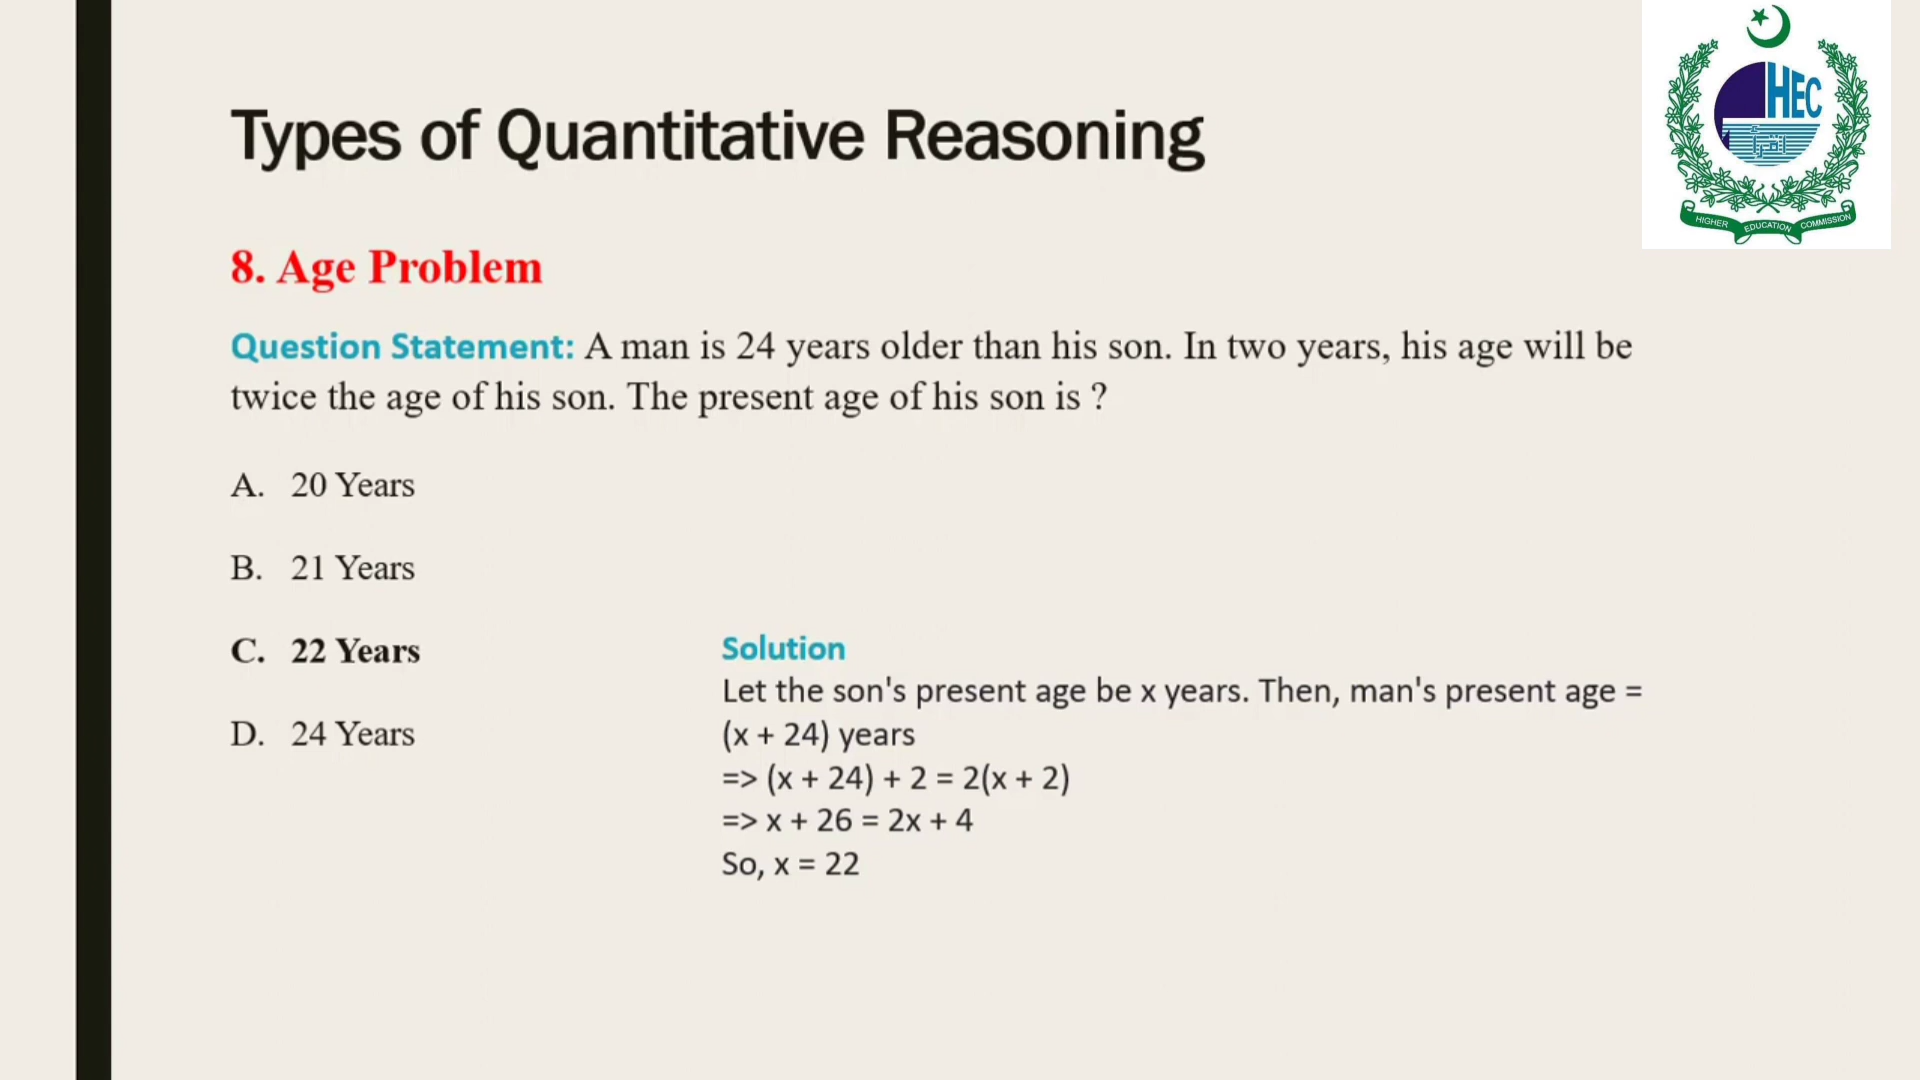 Types of Quantitative Reasoning
HEC
HIGHER EDUCATION COMMISSION
8. Age Problem
Question Statement: A man is 24 years older than his son. In two years, his age will be
twice the age of his son. The present age of his son is ?
A. 20 Years
B. 21 Years
C. 22 Years
D. 24 Years
Solution
Let the son's present age be x years. Then, man's present age =
(x + 24) years
=> (x + 24) + 2 = 2(x + 2)
=> x + 26 = 2x + 4
So, x = 22